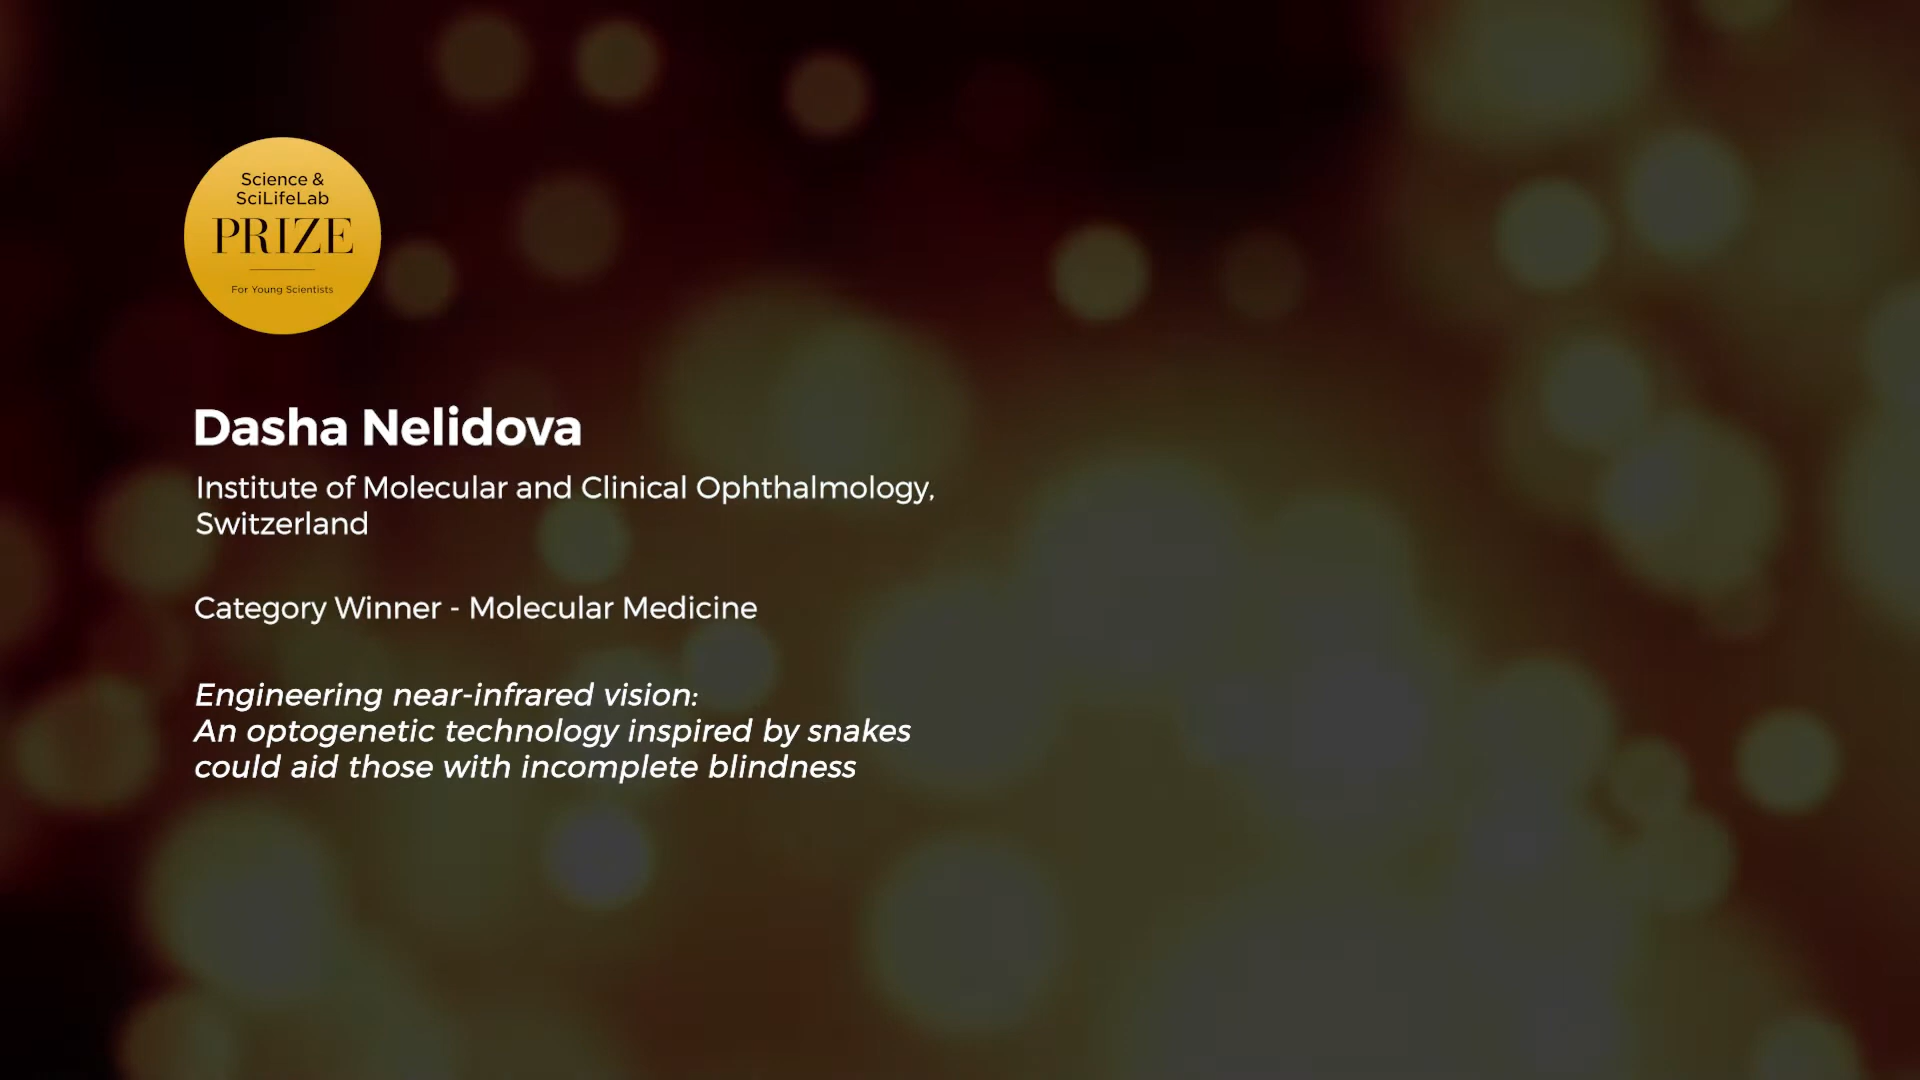 Science &
SciLifeLab
PRIZE
For Young Scientists
Dasha Nelidova
Institute of Molecular and Clinical Ophthalmology,
Switzerland
Category Winner - Molecular Medicine
Engineering near-infrared vision:
An optogenetic technology inspired by snakes
could aid those with incomplete blindness